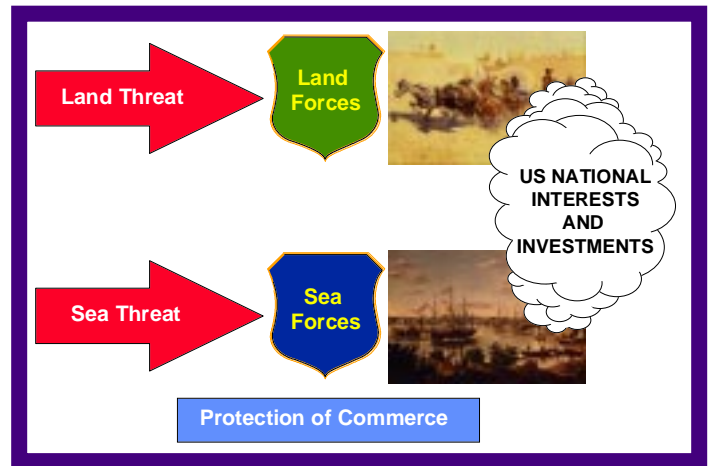 Land Threat
Land
Forces
US NATIONAL
INTERESTS
AND
INVESTMENTS
Sea Threat
Sea
Forces
Protection of Commerce